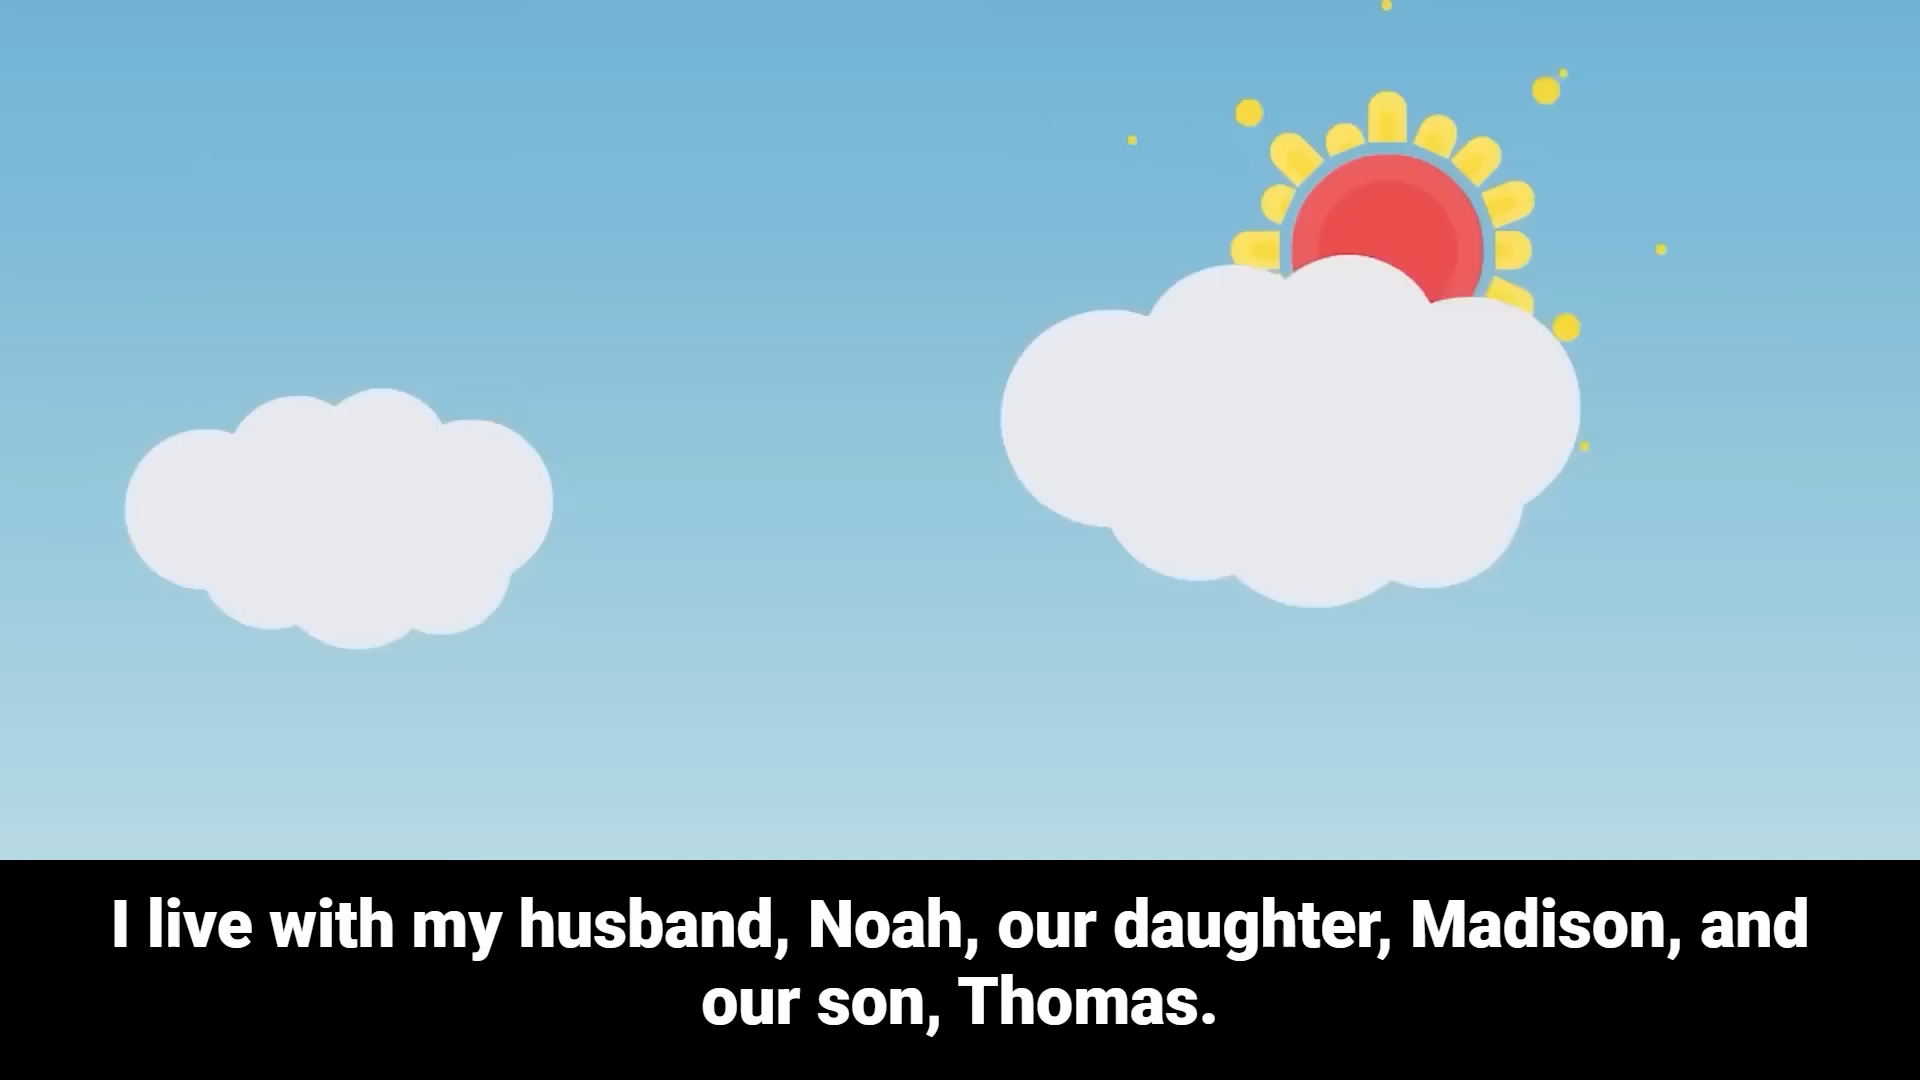 I live with my husband, Noah, our daughter, Madison, and
our son, Thomas.